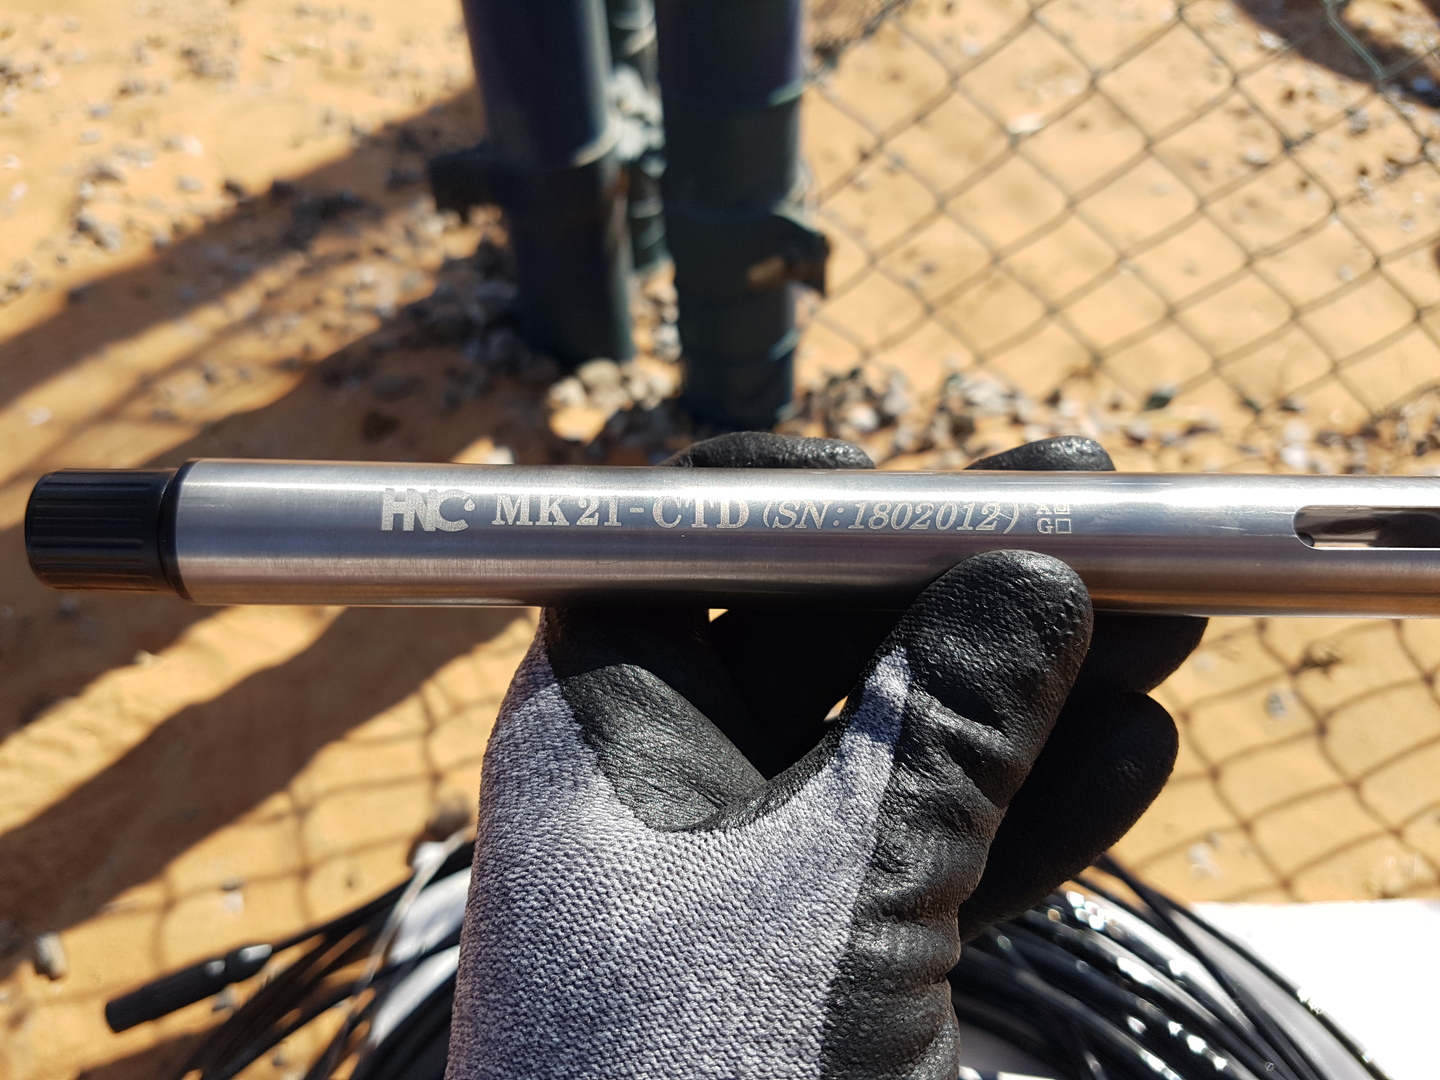 HNC MK21-CTD (SN:1802012)
A□
G□